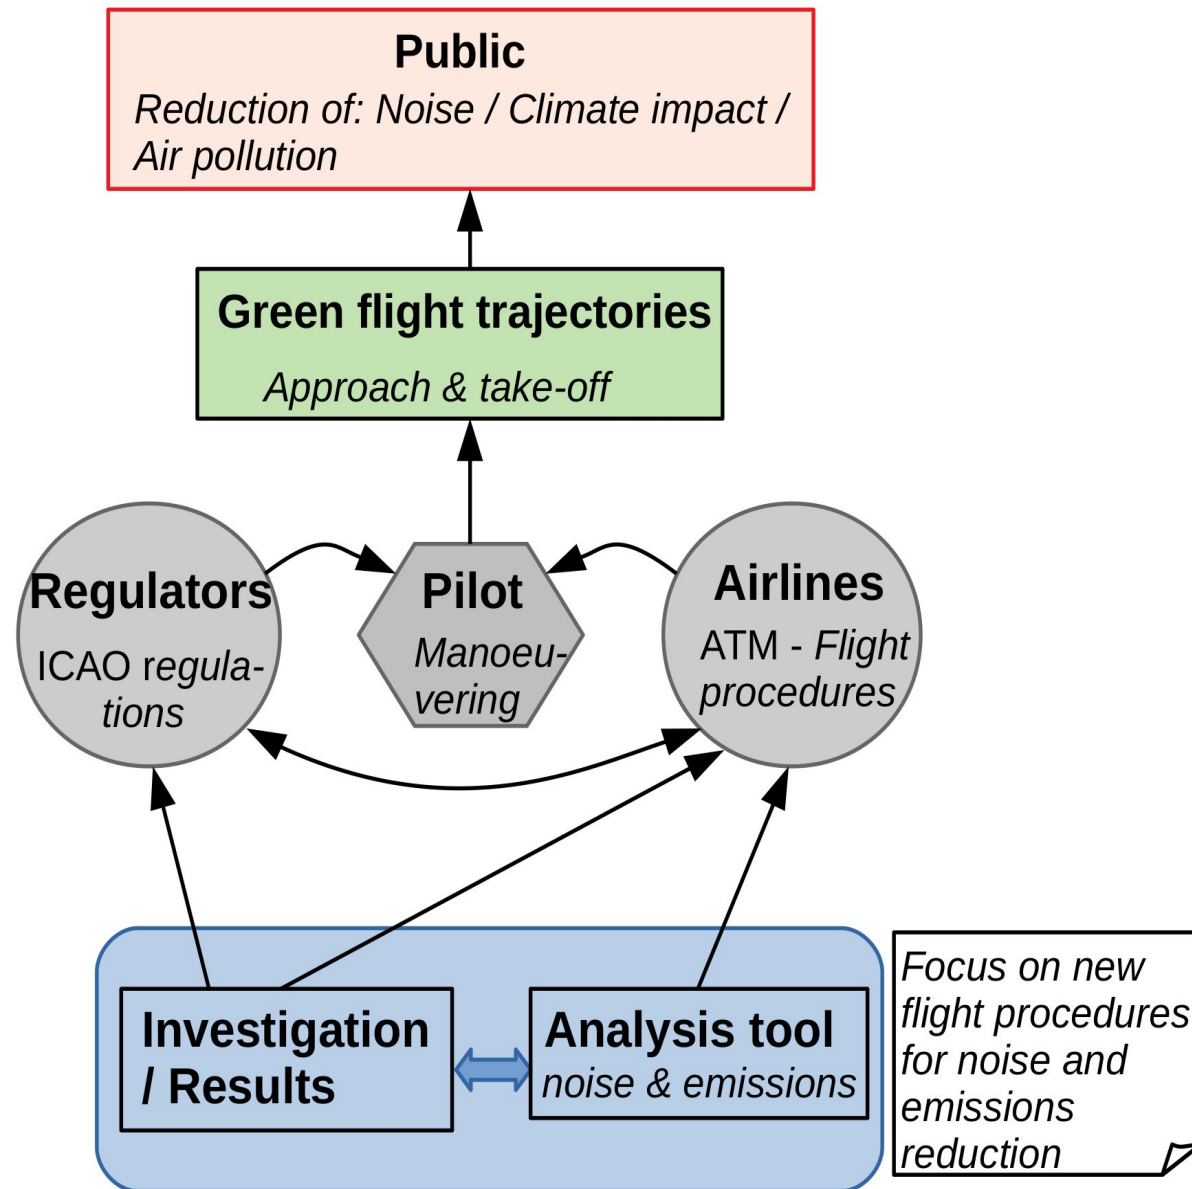 Public
Reduction of: Noise / Climate impact /
Air pollution
Green flight trajectories
Approach & take-off
Regulators
ICAO regula-
tions
Pilot
Manoeu-
vering
Airlines
ATM - Flight
procedures
Investigation
/ Results
Analysis tool
noise & emissions
Focus on new
flight procedures
for noise and
emissions
reduction